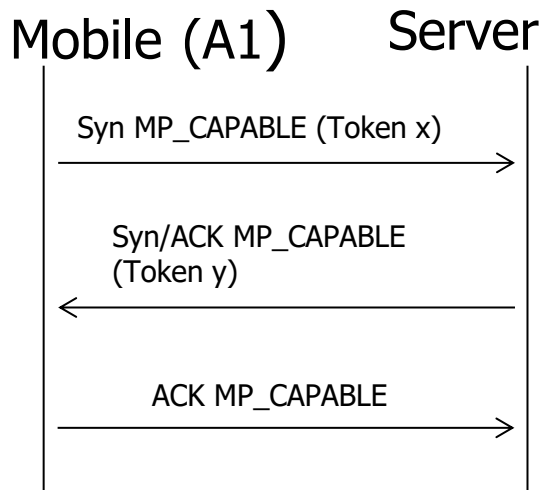 Mobile (A1) Server
Syn MP_CAPABLE (Token x)
Syn/ACK MP_CAPABLE
(Token y)
ACK MP_CAPABLE